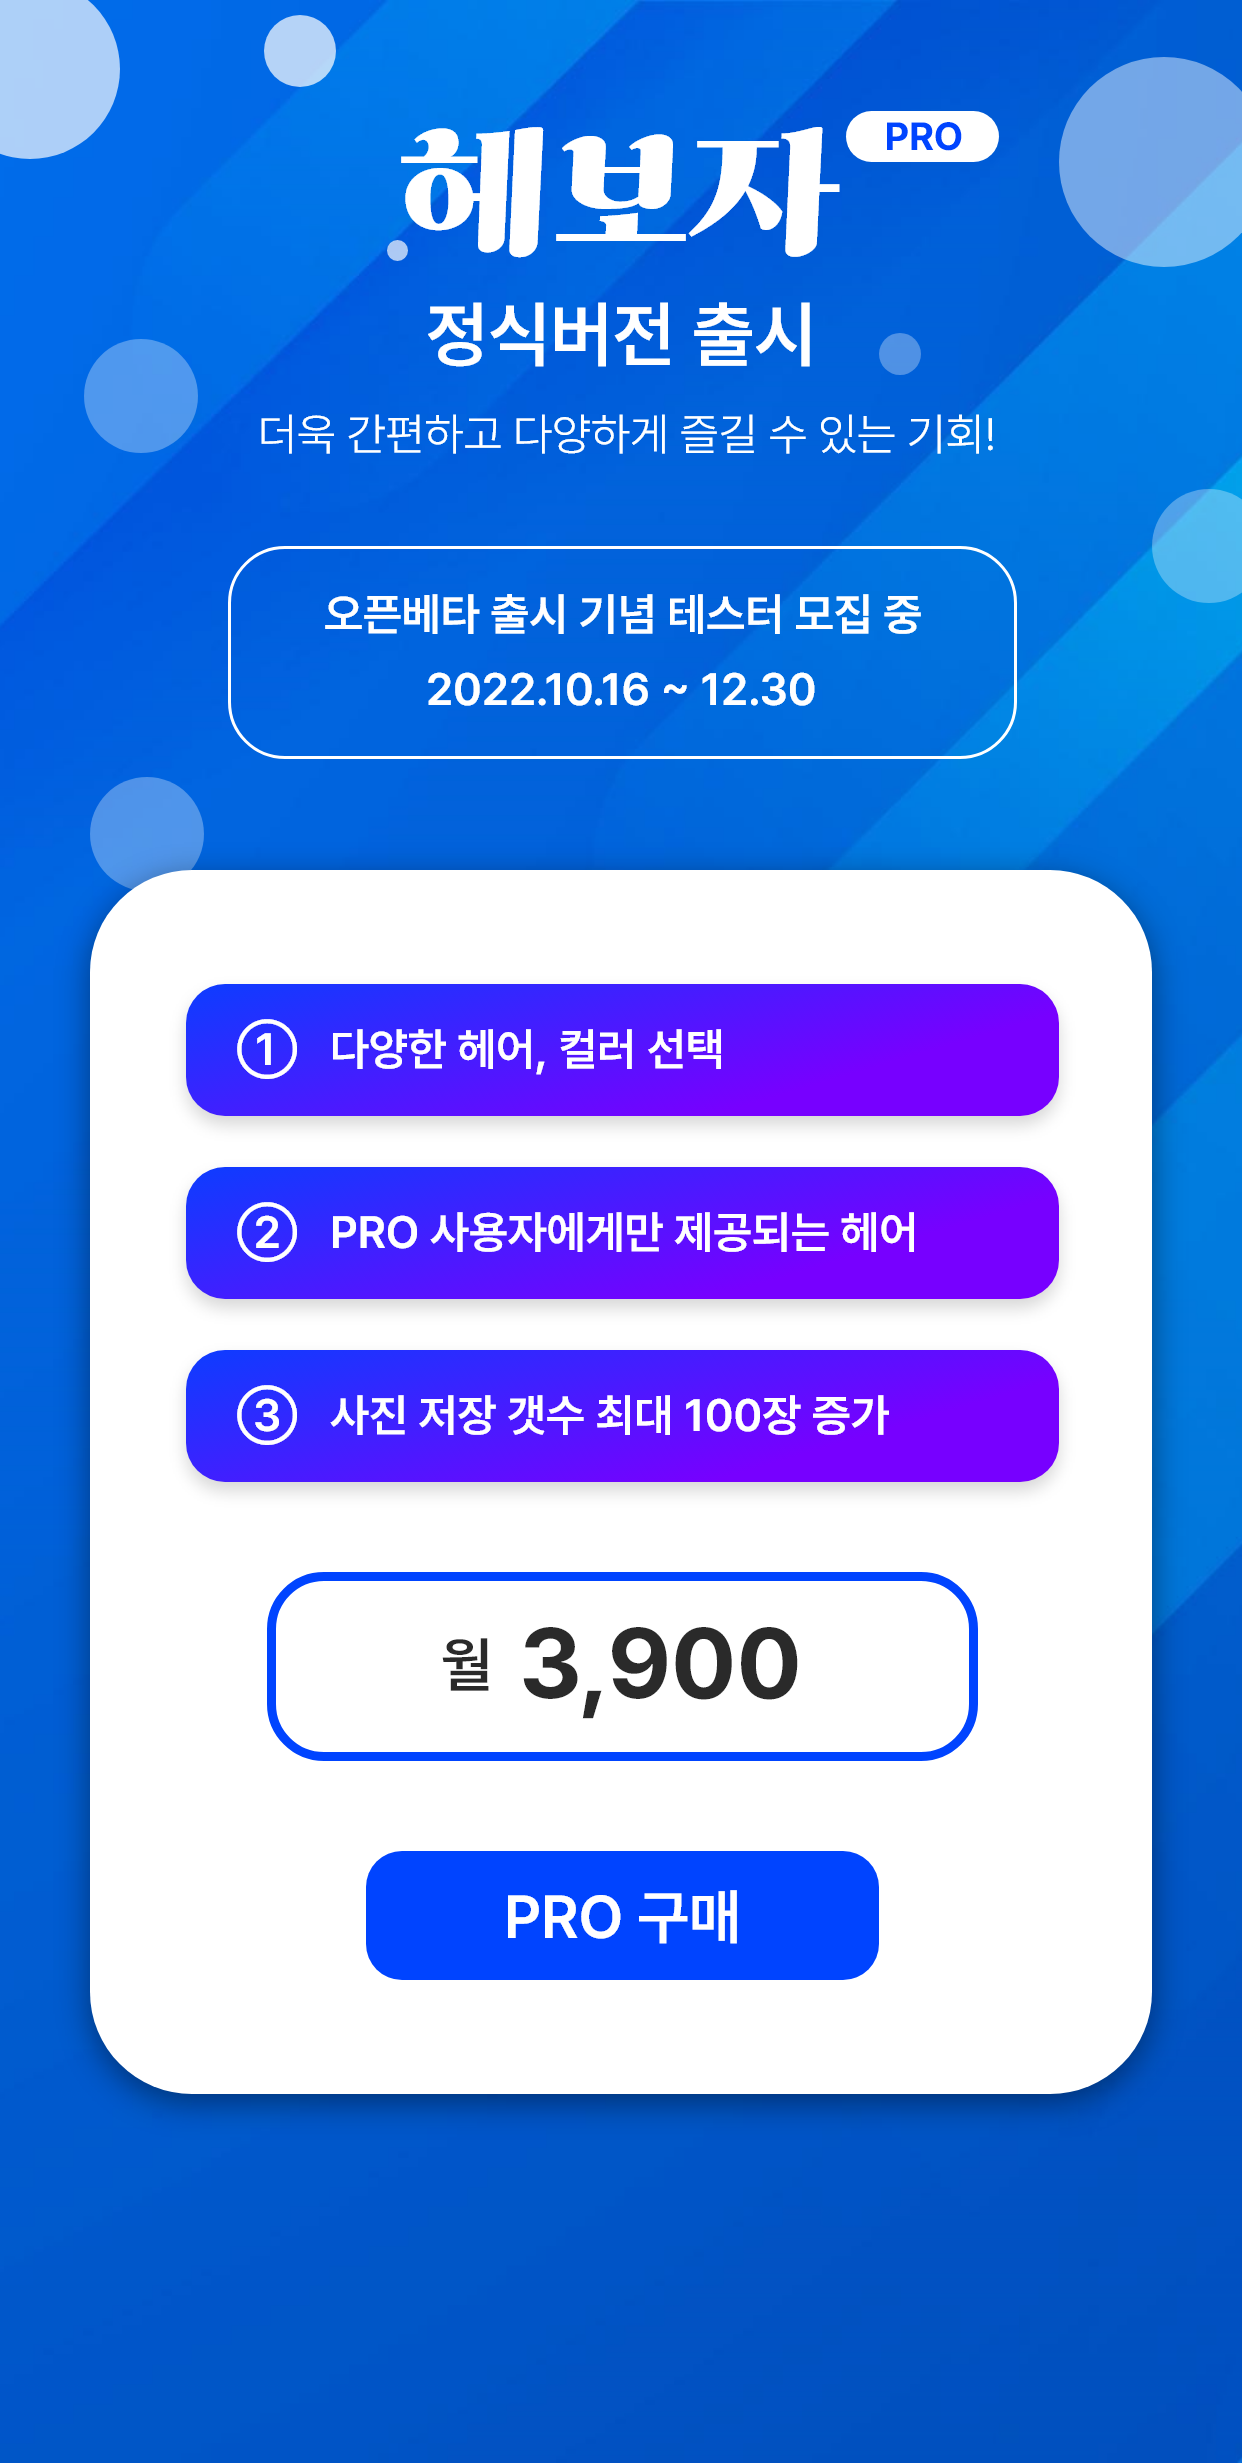 헤보자 PRO
정식버전 출시
더욱 간편하고 다양하게 즐길 수 있는 기회!
오픈베타 출시 기념 테스터 모집 중
2022.10.16 ~ 12.30
① 다양한 헤어, 컬러 선택
② PRO 사용자에게만 제공되는 헤어
③ 사진 저장 갯수 최대 100장 증가
월 3,900
PRO 구매